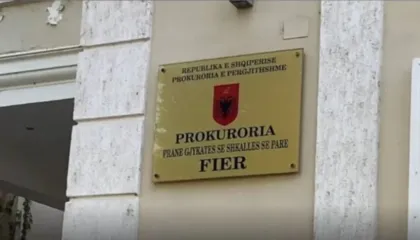 REPUBLIKA E SHQIPERISE
PROKURORIA E PERGJITHSHME
PROKURORIA
PRANE GJYKATES SE SHKALLES SE PARE
FIER